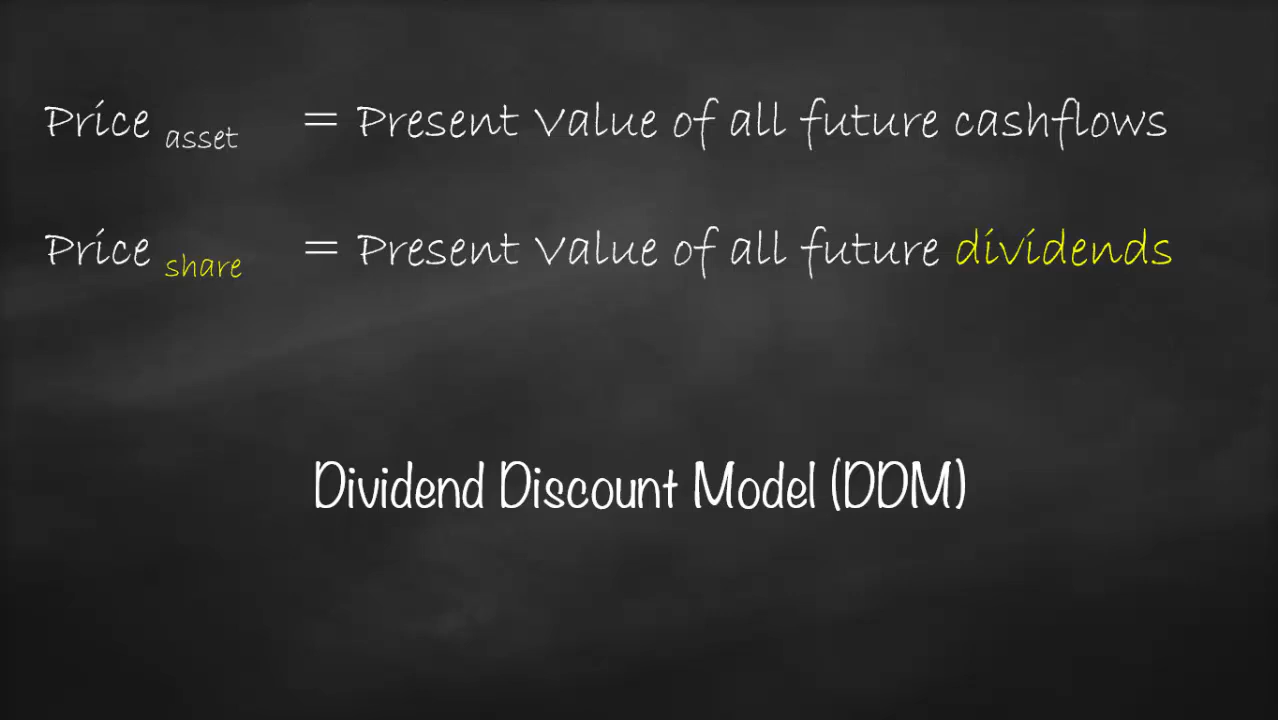 Price asset = Present Value of all future cashflows
Price share = Present Value of all future dividends
Dividend Discount Model (DDM)